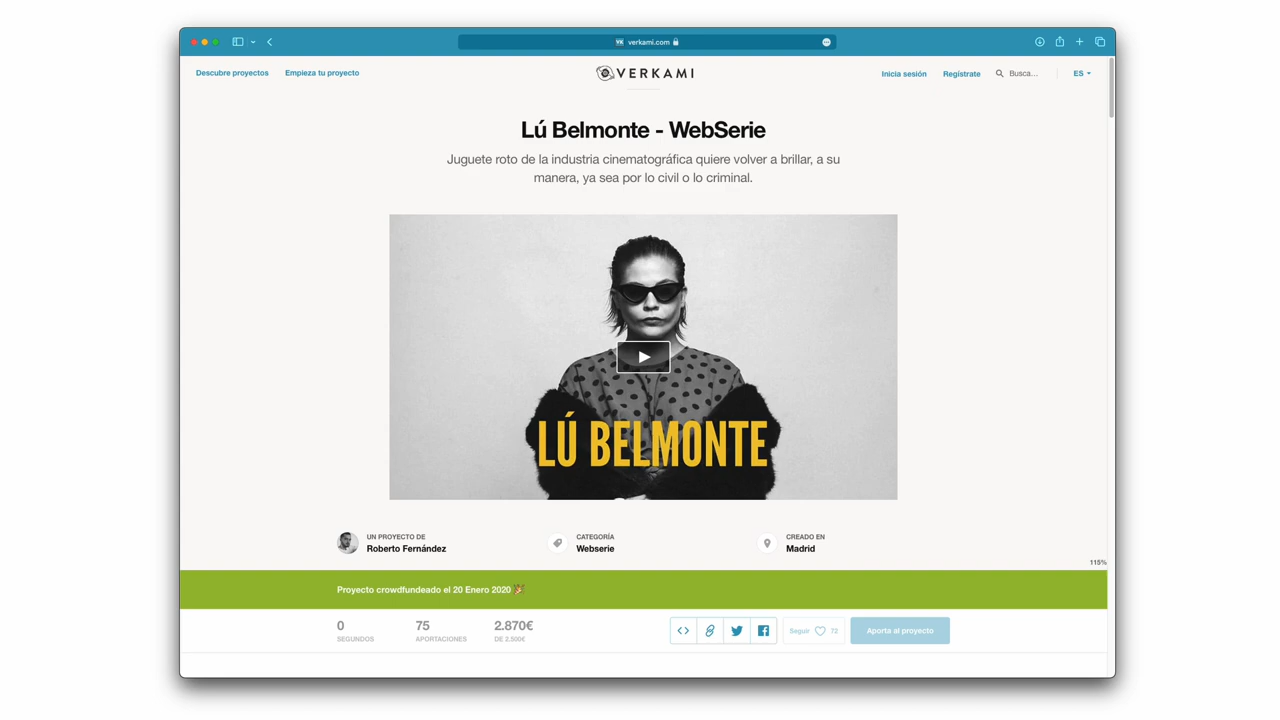 VK verkami.com
Descubre proyectos
Empieza tu proyecto
VERKAMI
Inicia sesión
Regístrate
Busca...
ES
Lú Belmonte - WebSerie
Juguete roto de la industria cinematográfica quiere volver a brillar, a su
manera, ya sea por lo civil o lo criminal.
LÚ BELMONTE
UN PROYECTO DE
Roberto Fernández
CATEGORÍA
Webserie
CREADO EN
Madrid
115%
Proyecto crowdfundeado el 20 Enero 2020
0
SEGUNDOS
75
APORTACIONES
2.870€
DE 2.500€
Seguir
72
Aporta al proyecto